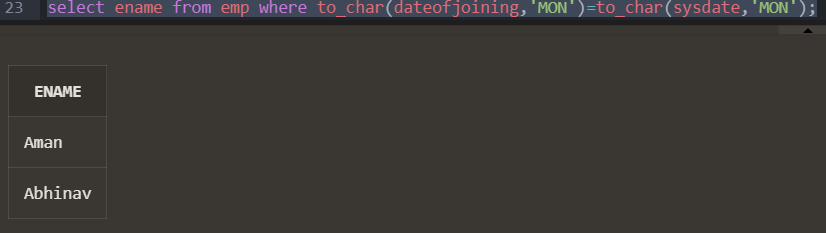 23 select ename from emp where to_char(dateofjoining,'MON')=to_char(sysdate,'MON');
ENAME
Aman
Abhinav